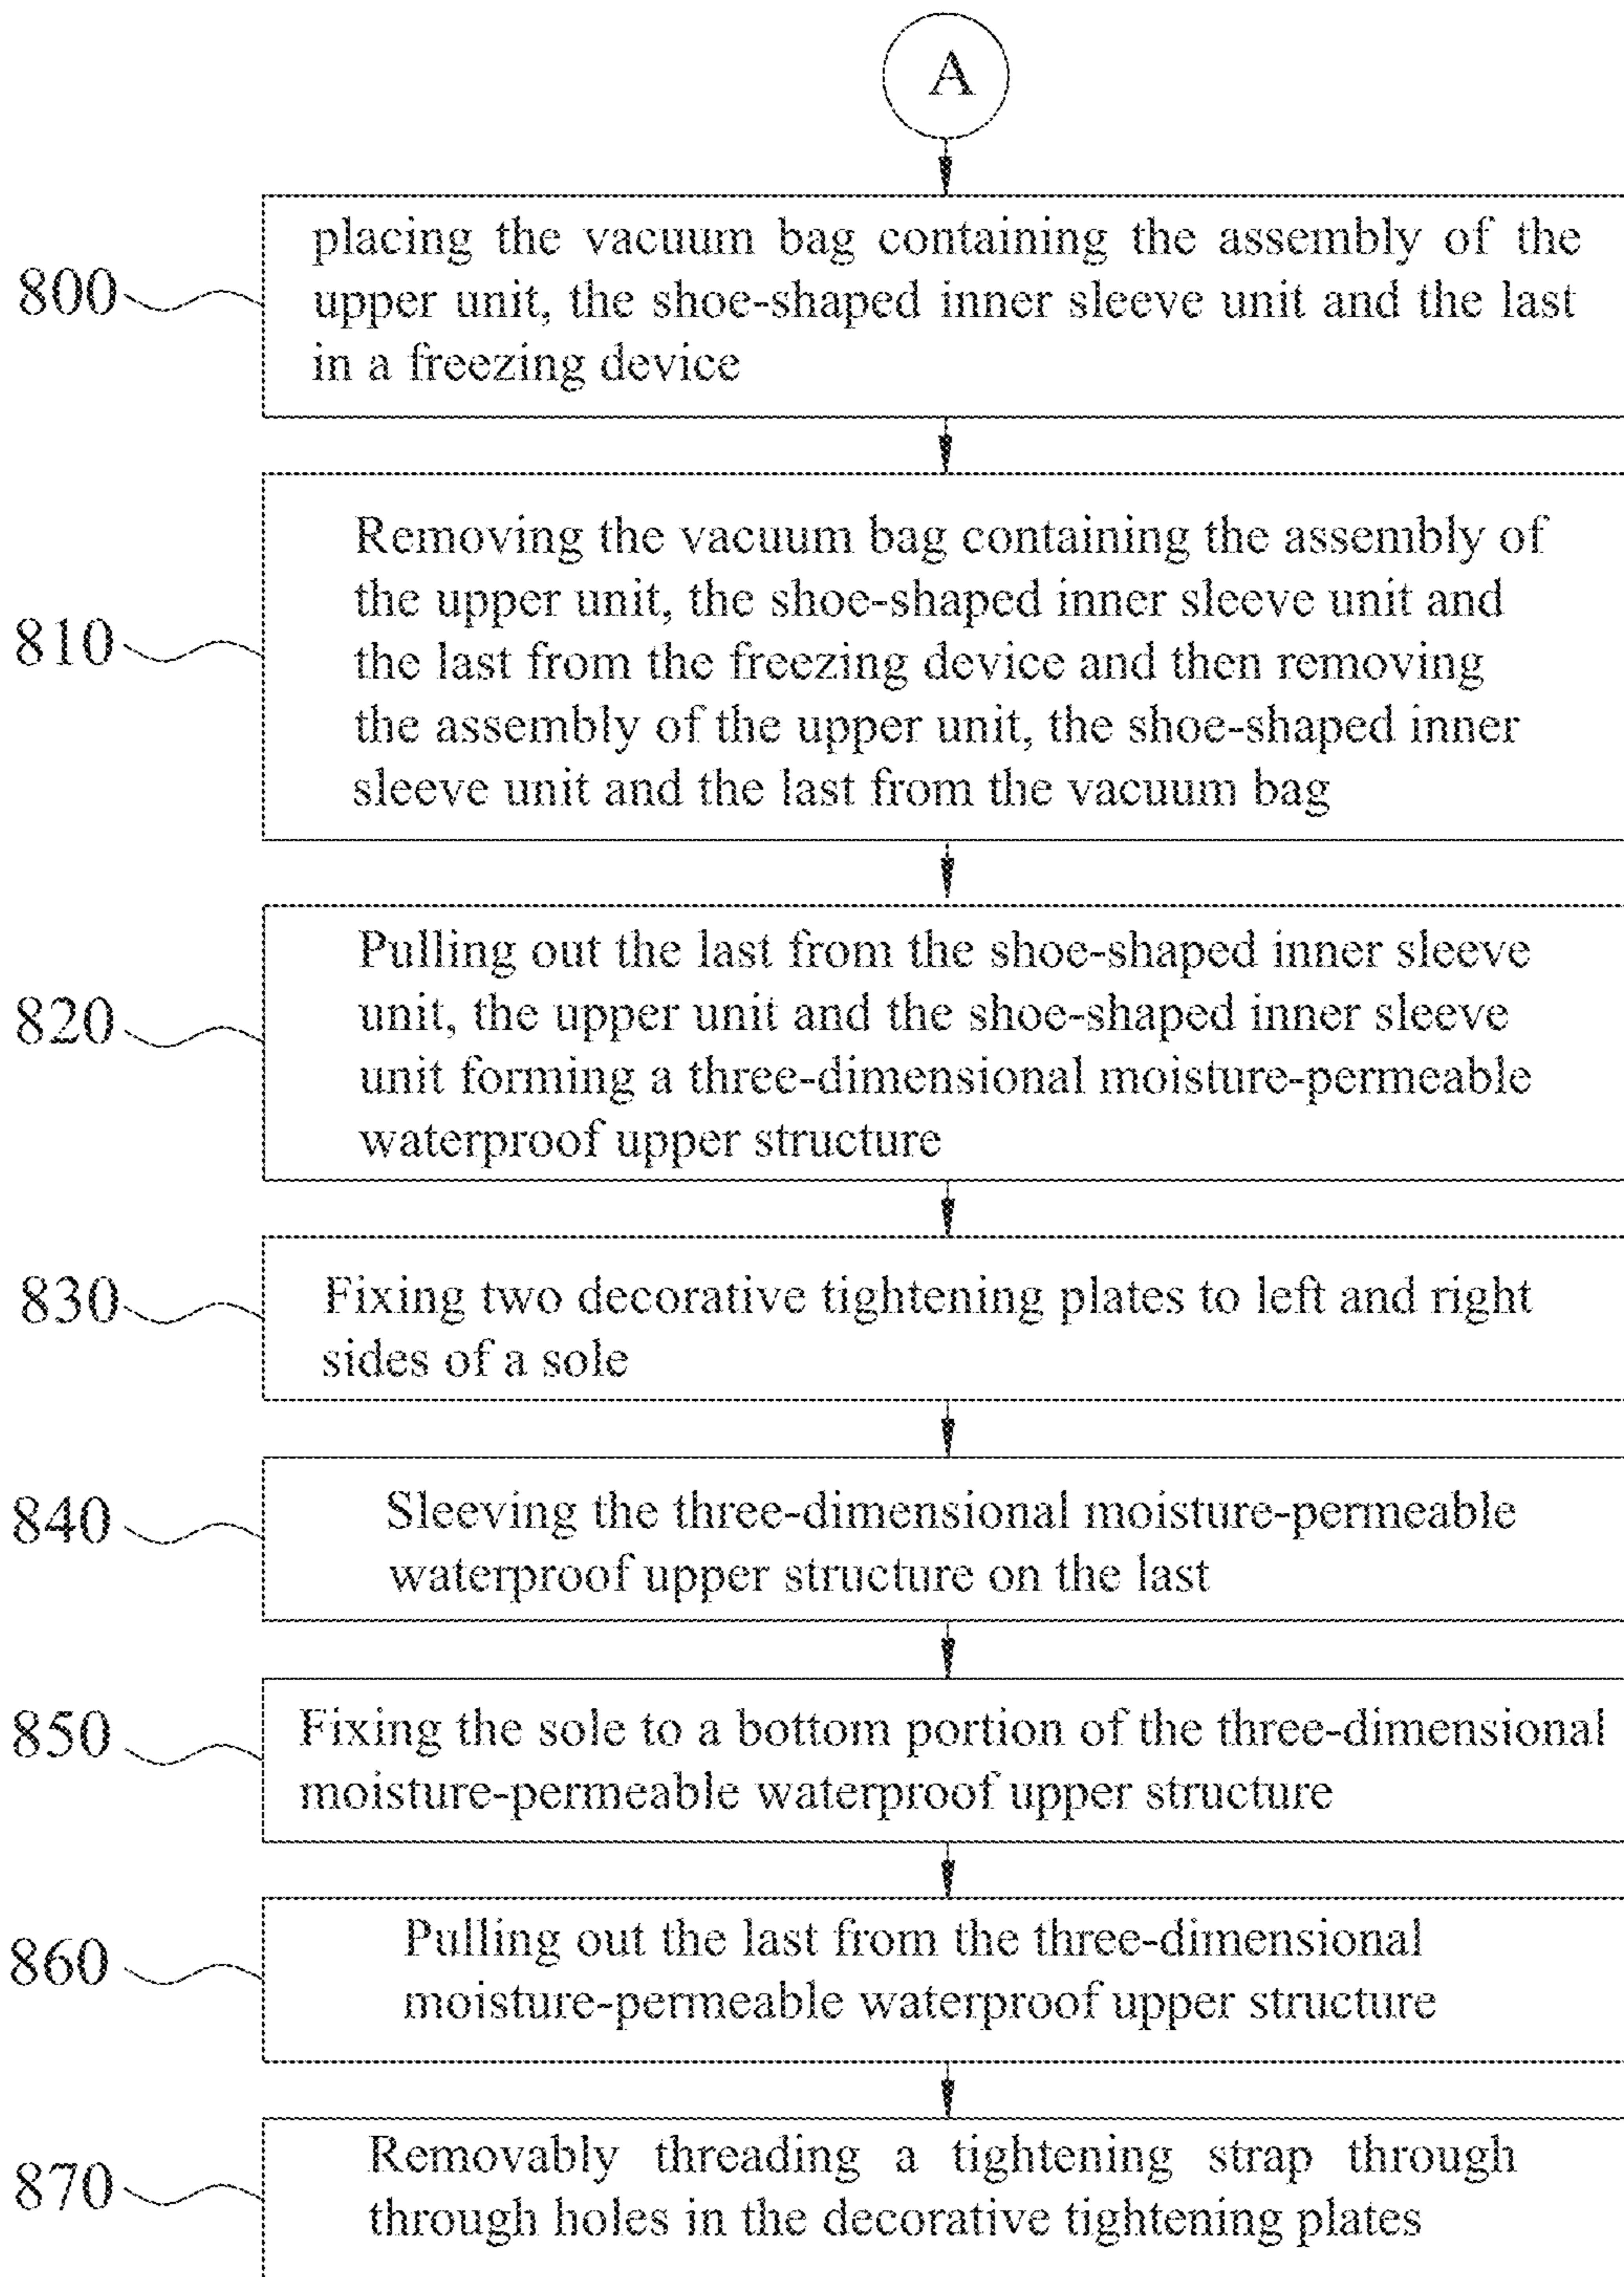 A
800
placing the vacuum bag containing the assembly of the
upper unit, the shoe-shaped inner sleeve unit and the last
in a freezing device
810
Removing the vacuum bag containing the assembly of
the upper unit, the shoe-shaped inner sleeve unit and
the last from the freezing device and then removing
the assembly of the upper unit, the shoe-shaped inner
sleeve unit and the last from the vacuum bag
820
Pulling out the last from the shoe-shaped inner sleeve
unit, the upper unit and the shoe-shaped inner sleeve
unit forming a three-dimensional moisture-permeable
waterproof upper structure
830
Fixing two decorative tightening plates to left and right
sides of a sole
840
Sleeving the three-dimensional moisture-permeable
waterproof upper structure on the last
850
Fixing the sole to a bottom portion of the three-dimensional
moisture-permeable waterproof upper structure
860
Pulling out the last from the three-dimensional
moisture-permeable waterproof upper structure
870
Removably threading a tightening strap through
through holes in the decorative tightening plates